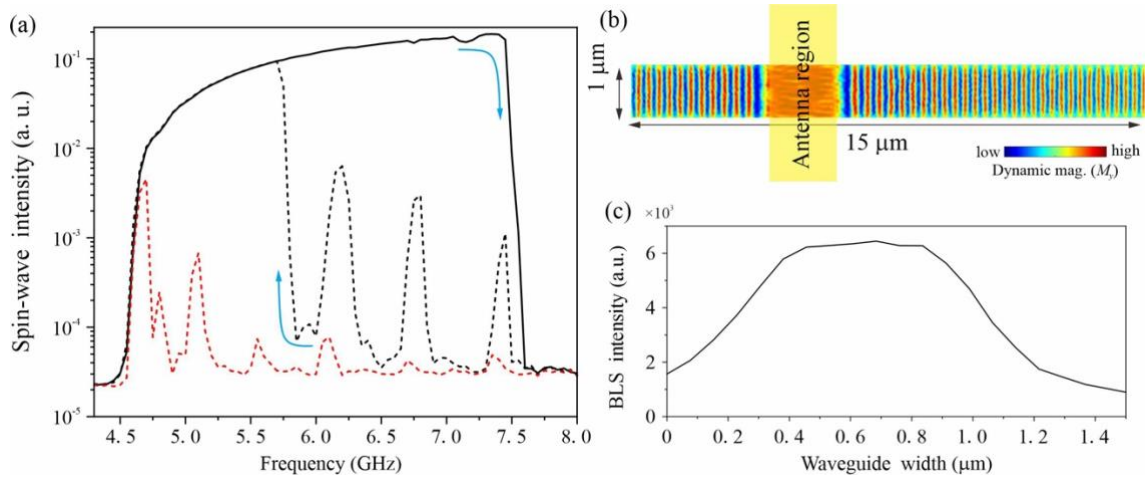 (a)
Spin-wave intensity (a. u.)
10⁻¹
10⁻²
10⁻³
10⁻⁴
10⁻⁵
4. 5
5.0
5.5
6.0
6.5
7.0
7.5
8.0
Frequency (GHz)
(b)
1 μm
Antenna region
15 μm
low
high
Dynamic mag. (My)
(c)
×10³
BLS intensity (a.u.)
8
6
4
2
0
0
0. 2
0. 4
0. 6
0. 8
1. 0
1. 2
1. 4
Waveguide width (μm)